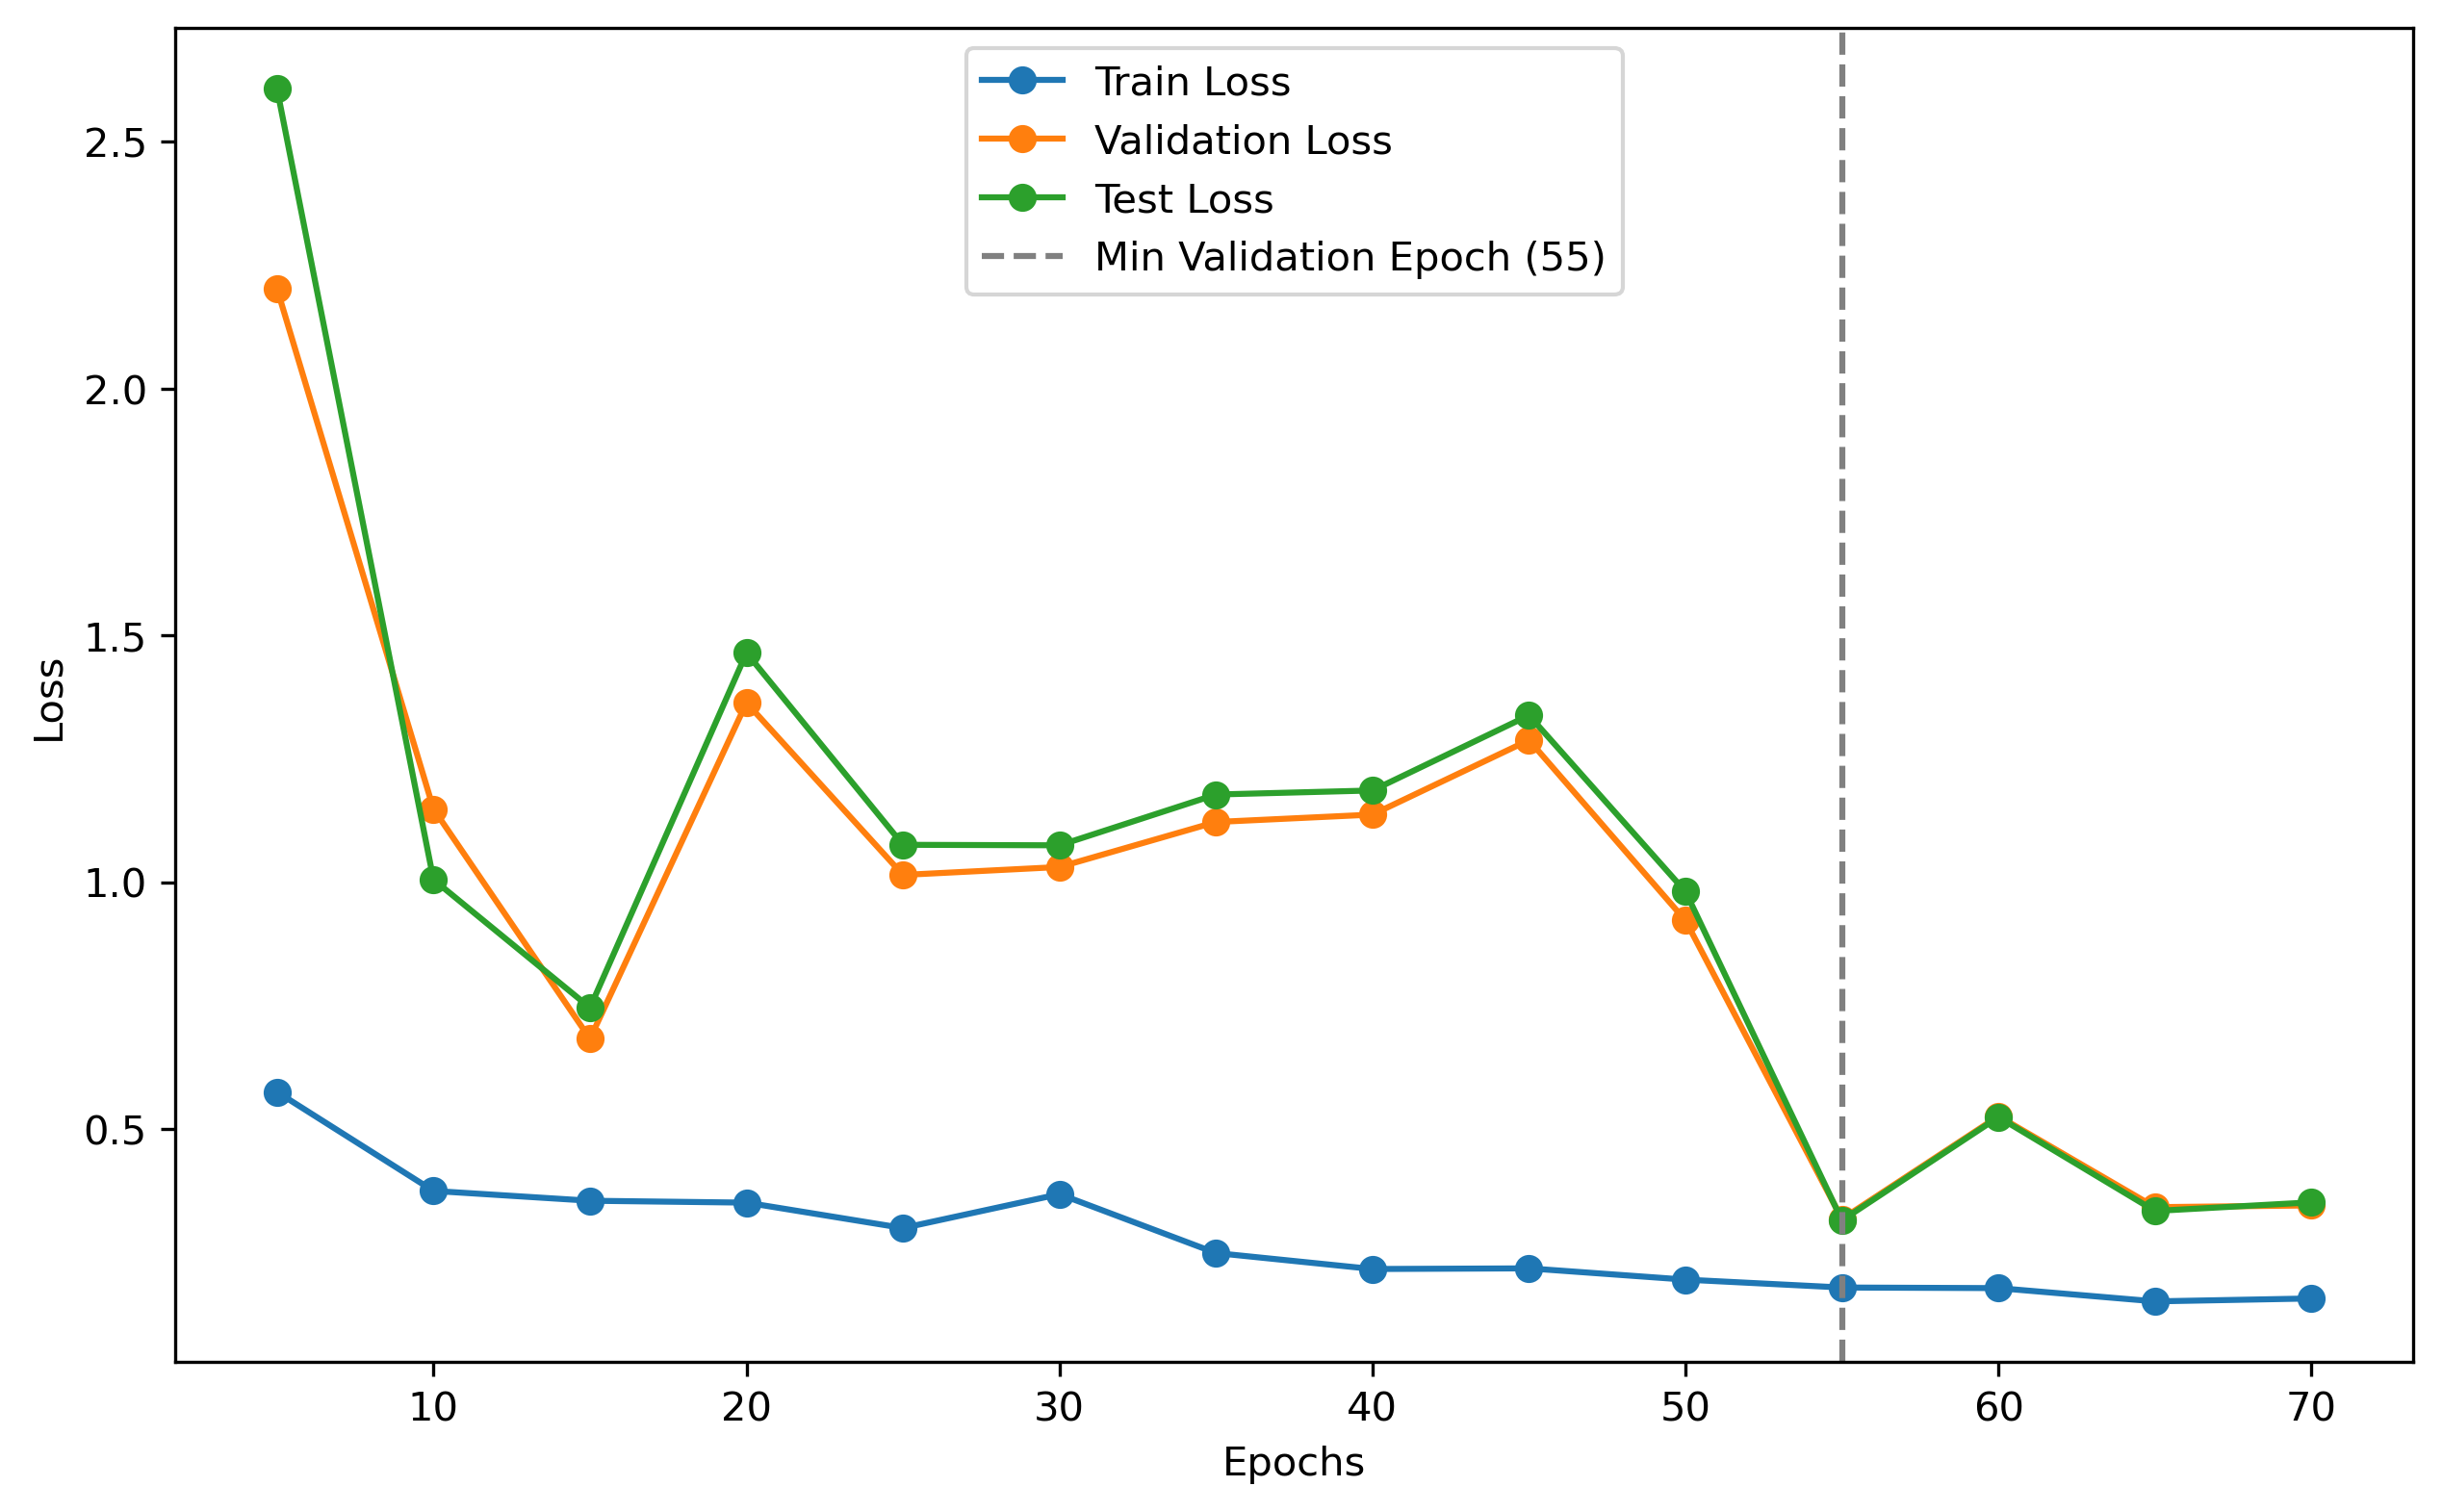 Train Loss
Validation Loss
Test Loss
Min Validation Epoch (55)
2.5
2.0
1.5
1.0
0.5
Loss
10 20 30 40 50 60 70
Epochs